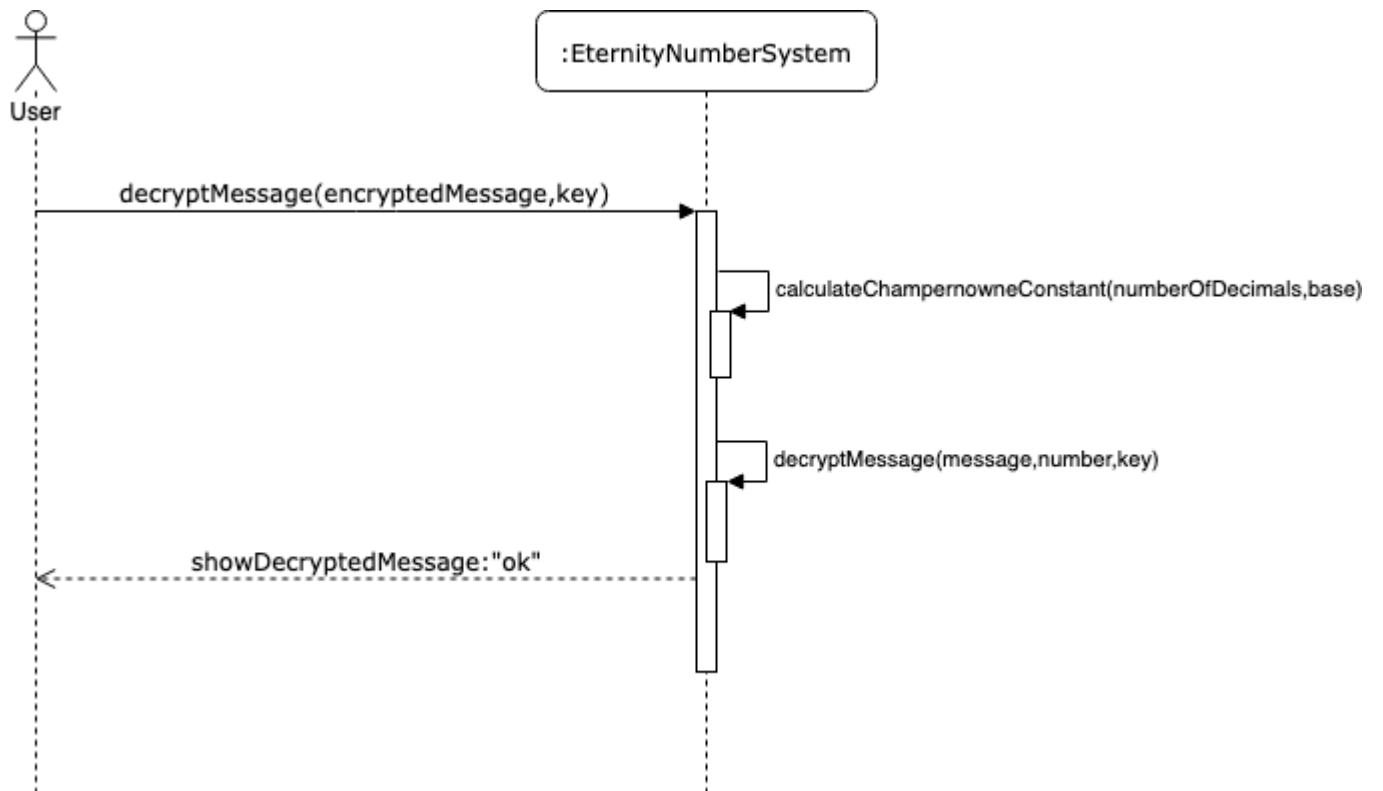 :EternityNumberSystem
User
decryptMessage(encryptedMessage,key)
calculateChampernowneConstant(numberOfDecimals,base)
decryptMessage(message,number,key)
showDecryptedMessage:"ok"